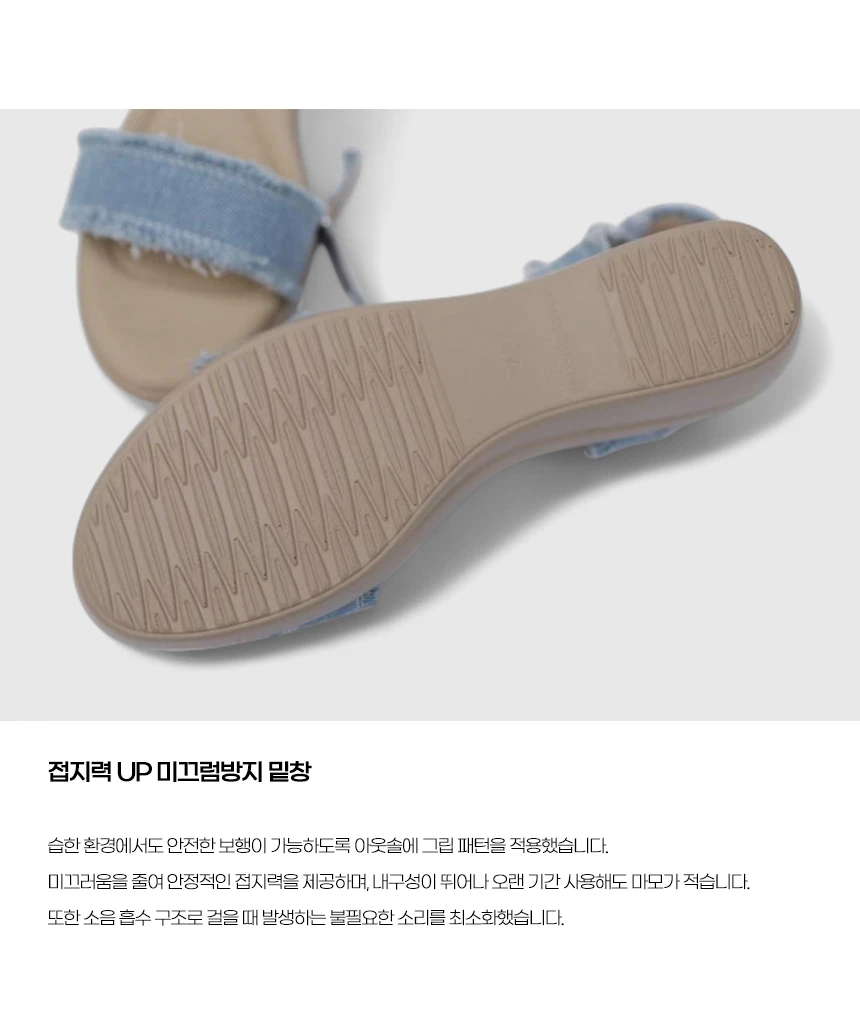 접지력 UP 미끄럼방지 밑창
습한 환경에서도 안전한 보행이 가능하도록 아웃솔에 그립 패턴을 적용했습니다.
미끄러움을 줄여 안정적인 접지력을 제공하며, 내구성이 뛰어나 오랜 기간 사용해도 마모가 적습니다.
또한 소음 흡수 구조로 걸을 때 발생하는 불필요한 소리를 최소화했습니다.